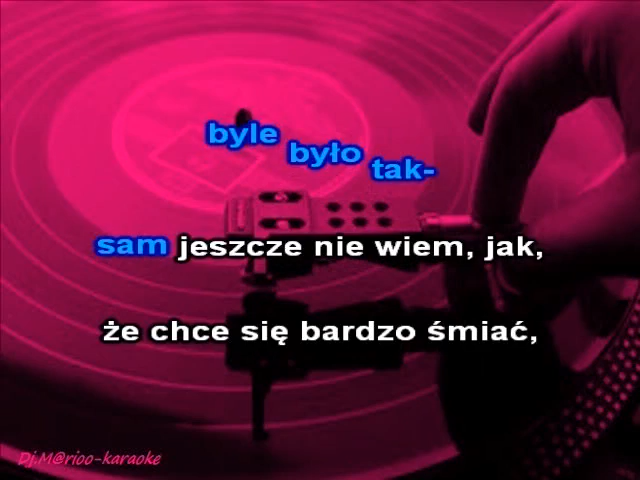 byle było tak-
sam jeszcze nie wiem, jak,
że chce się bardzo śmiać,
Dj.M@rioo-karaoke